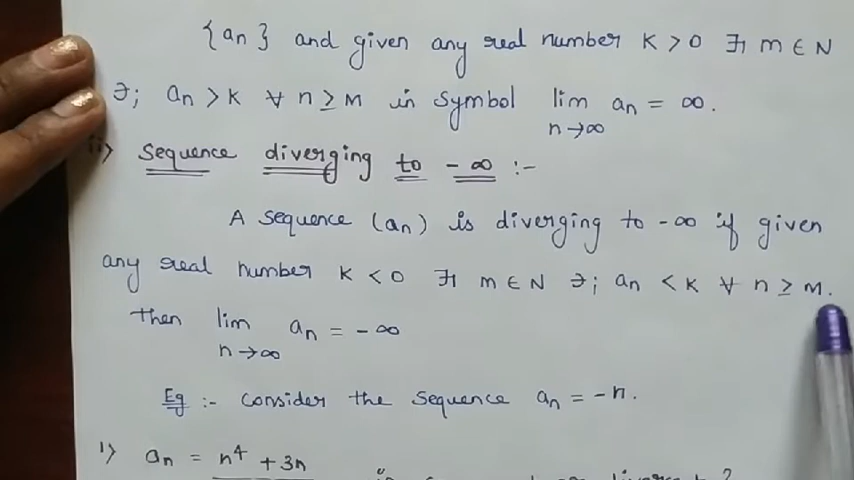 {an} and given any real number K > 0 ∃ m ∈ N
∋; an > K ∀ n ≥ m in symbol lim n→∞ an = ∞.
ii) Sequence diverging to - ∞ :-
A sequence (an) is diverging to -∞ if given
any real number K < 0 ∃ m ∈ N ∋; an < K ∀ n ≥ m.
then lim n→∞ an = -∞
Eg :- Consider the sequence an = -n.
1) an = n⁴ + 3n